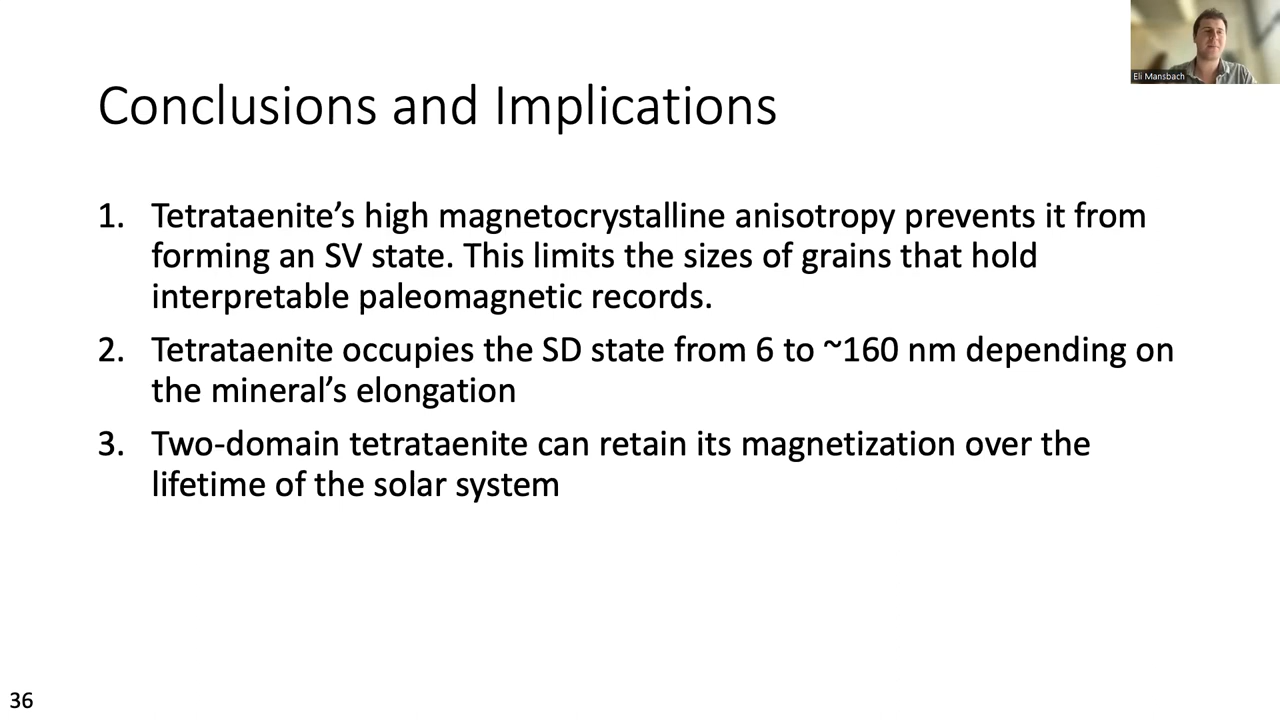 Eli Mansbach
Conclusions and Implications
1. Tetrataenite’s high magnetocrystalline anisotropy prevents it from
forming an SV state. This limits the sizes of grains that hold
interpretable paleomagnetic records.
2. Tetrataenite occupies the SD state from 6 to ~160 nm depending on
the mineral’s elongation
3. Two-domain tetrataenite can retain its magnetization over the
lifetime of the solar system
36